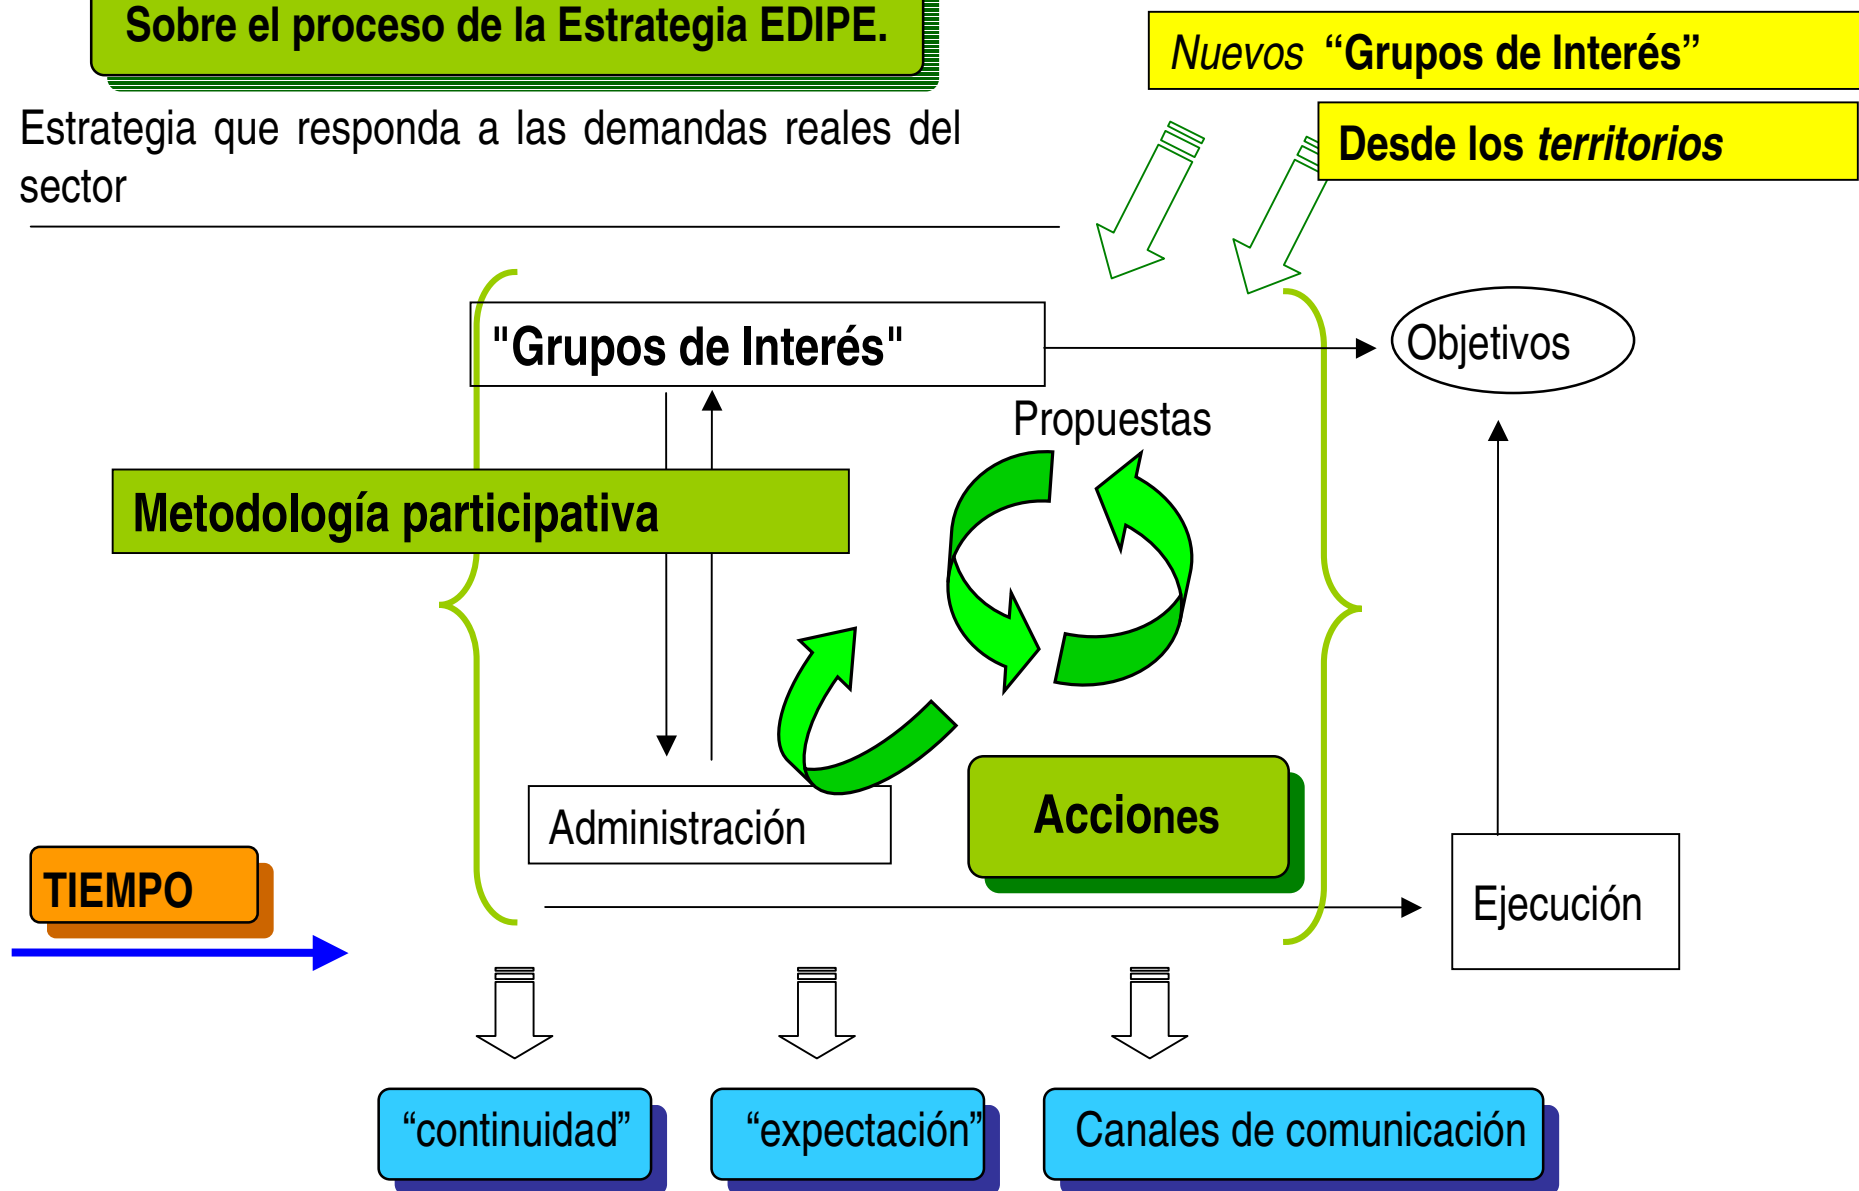 Sobre el proceso de la Estrategia EDIPE.
Nuevos “Grupos de Interés”
Desde los territorios
Estrategia que responda a las demandas reales del
sector
"Grupos de Interés"
Objetivos
Propuestas
Metodología participativa
Administración
Acciones
TIEMPO
Ejecución
“continuidad”
“expectación”
Canales de comunicación